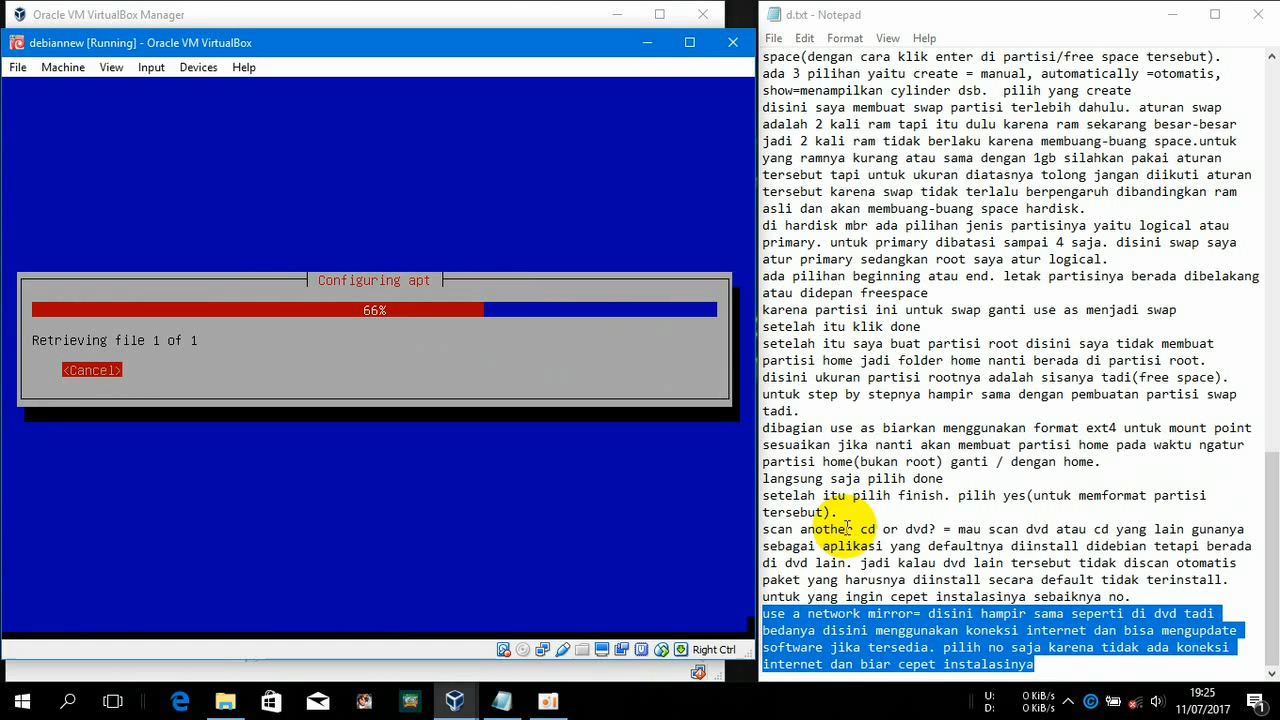 Oracle VM VirtualBox Manager
debiannew [Running] - Oracle VM VirtualBox
File Machine View Input Devices Help
Configuring apt
66%
Retrieving file 1 of 1
<Cancel>
Right Ctrl
d.txt - Notepad
File Edit Format View Help
space(dengan cara klik enter di partisi/free space tersebut).
ada 3 pilihan yaitu create = manual, automatically =otomatis,
show=menampilkan cylinder dsb.  pilih yang create
disini saya membuat swap partisi terlebih dahulu. aturan swap
adalah 2 kali ram tapi itu dulu karena ram sekarang besar-besar
jadi 2 kali ram tidak berlaku karena membuang-buang space.untuk
yang ramnya kurang atau sama dengan 1gb silahkan pakai aturan
tersebut tapi untuk ukuran diatasnya tolong jangan diikuti aturan
tersebut karena swap tidak terlalu berpengaruh dibandingkan ram
asli dan akan membuang-buang space hardisk.
di hardisk mbr ada pilihan jenis partisinya yaitu logical atau
primary. untuk primary dibatasi sampai 4 saja. disini swap saya
atur primary sedangkan root saya atur logical.
ada pilihan beginning atau end. letak partisinya berada dibelakang
atau didepan freespace
karena partisi ini untuk swap ganti use as menjadi swap
setelah itu klik done
setelah itu saya buat partisi root disini saya tidak membuat
partisi home jadi folder home nanti berada di partisi root.
disini ukuran partisi rootnya adalah sisanya tadi(free space).
untuk step by stepnya hampir sama dengan pembuatan partisi swap
tadi.
dibagian use as biarkan menggunakan format ext4 untuk mount point
sesuaikan jika nanti akan membuat partisi home pada waktu ngatur
partisi home(bukan root) ganti / dengan home.
langsung saja pilih done
setelah itu pilih finish. pilih yes(untuk memformat partisi
tersebut).
scan another cd or dvd? = mau scan dvd atau cd yang lain gunanya
sebagai aplikasi yang defaultnya diinstall didebian tetapi berada
di dvd lain. jadi kalau dvd lain tersebut tidak discan otomatis
paket yang harusnya diinstall secara default tidak terinstall.
untuk yang ingin cepet instalasinya sebaiknya no.
use a network mirror= disini hampir sama seperti di dvd tadi
bedanya disini menggunakan koneksi internet dan bisa mengupdate
software jika tersedia. pilih no saja karena tidak ada koneksi
internet dan biar cepet instalasinya
U: 0 KiB/s
D: 0 KiB/s
19:25
11/07/2017
1